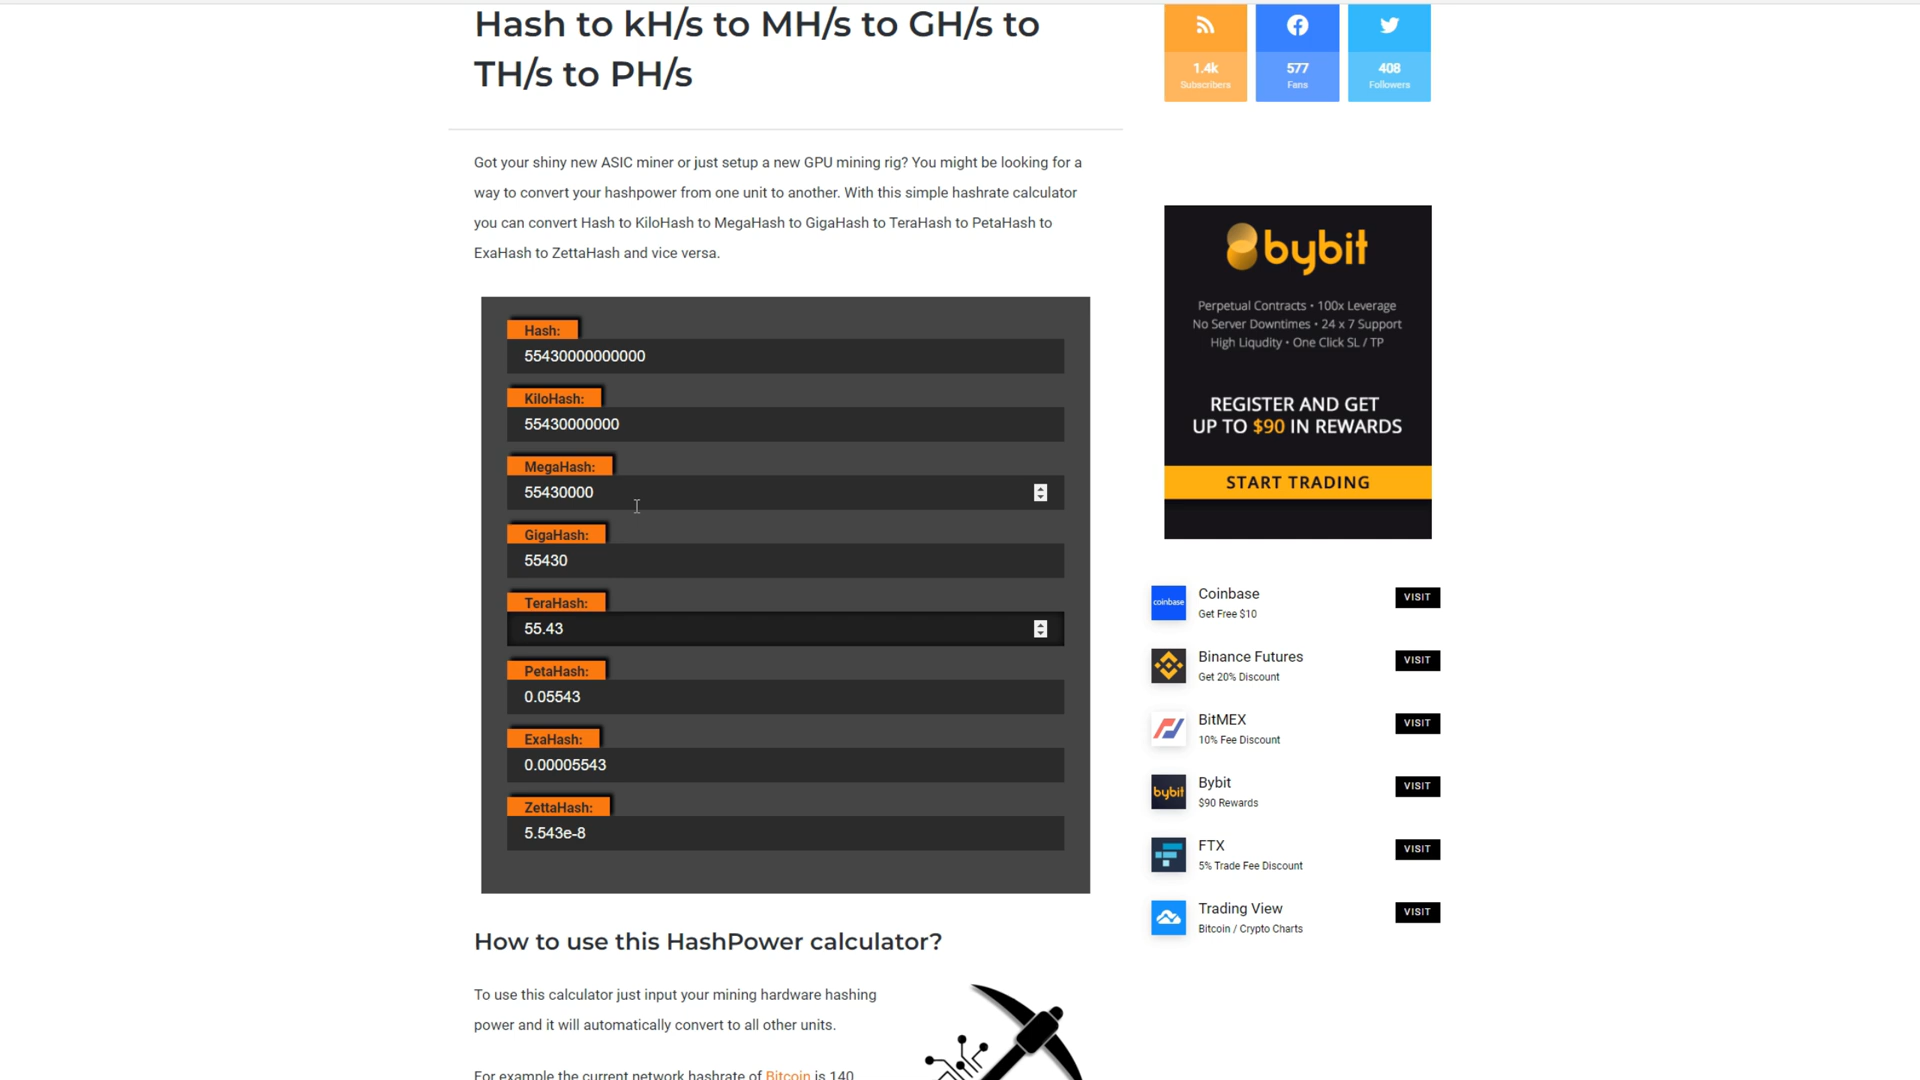 Hash to kH/s to MH/s to GH/s to
TH/s to PH/s
Got your shiny new ASIC miner or just setup a new GPU mining rig? You might be looking for a
way to convert your hashpower from one unit to another. With this simple hashrate calculator
you can convert Hash to KiloHash to MegaHash to GigaHash to TeraHash to PetaHash to
ExaHash to ZettaHash and vice versa.
Hash:
55430000000000
KiloHash:
55430000000
MegaHash:
55430000
GigaHash:
55430
TeraHash:
55.43
PetaHash:
0.05543
ExaHash:
0.00005543
ZettaHash:
5.543e-8
How to use this HashPower calculator?
To use this calculator just input your mining hardware hashing
power and it will automatically convert to all other units.
For example the current network hashrate of Bitcoin is 140
1.4k
Subscribers
577
Fans
408
Followers
bybit
Perpetual Contracts • 100x Leverage
No Server Downtimes • 24 x 7 Support
High Liqudity • One Click SL / TP
REGISTER AND GET
UP TO $90 IN REWARDS
START TRADING
coinbase
Coinbase
Get Free $10
VISIT
Binance Futures
Get 20% Discount
VISIT
BitMEX
10% Fee Discount
VISIT
bybit
Bybit
$90 Rewards
VISIT
FTX
5% Trade Fee Discount
VISIT
Trading View
Bitcoin / Crypto Charts
VISIT